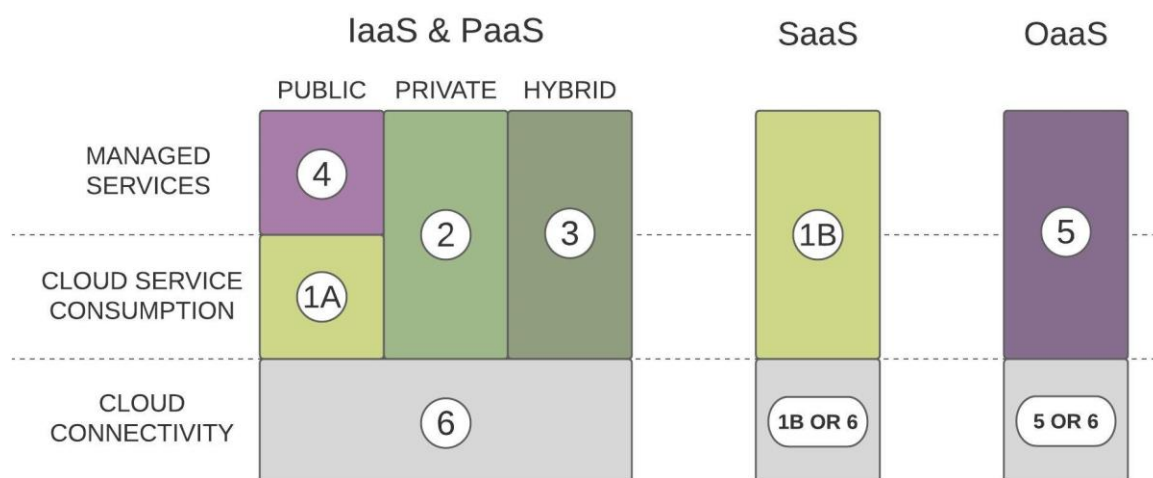 IaaS & PaaS
SaaS
OaaS
PUBLIC
PRIVATE
HYBRID
MANAGED
SERVICES
4
2
3
1B
5
CLOUD SERVICE
CONSUMPTION
1A
CLOUD
CONNECTIVITY
6
1B OR 6
5 OR 6